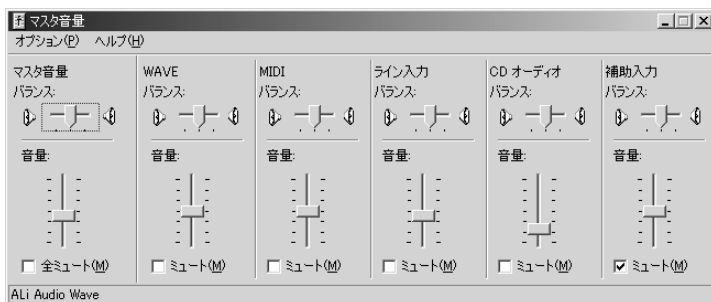 マスタ音量
オプション(P) ヘルプ(H)
マスタ音量 WAVE MIDI ライン入力 CD オーディオ 補助入力
バランス: バランス: バランス: バランス: バランス: バランス:
音量: 音量: 音量: 音量: 音量: 音量:
全ミュート(M) ミュート(M) ミュート(M) ミュート(M) ミュート(M) ミュート(M)
ALi Audio Wave